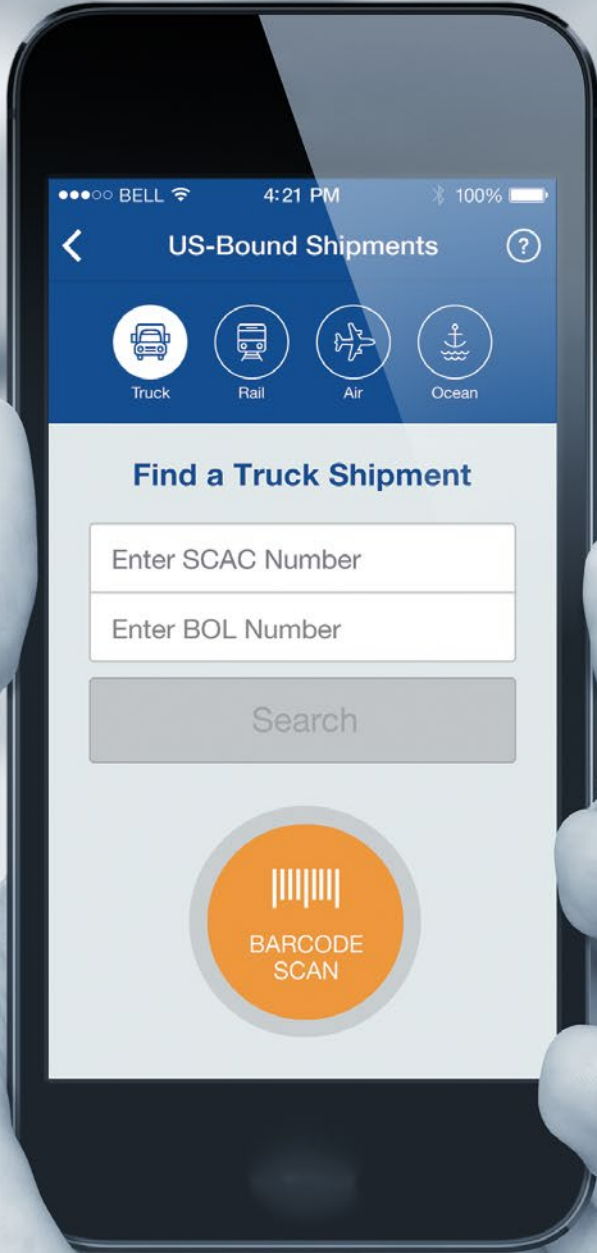 BELL 4:21 PM 100%
US-Bound Shipments ?
Truck Rail Air Ocean
Find a Truck Shipment
Enter SCAC Number
Enter BOL Number
Search
BARCODE
SCAN